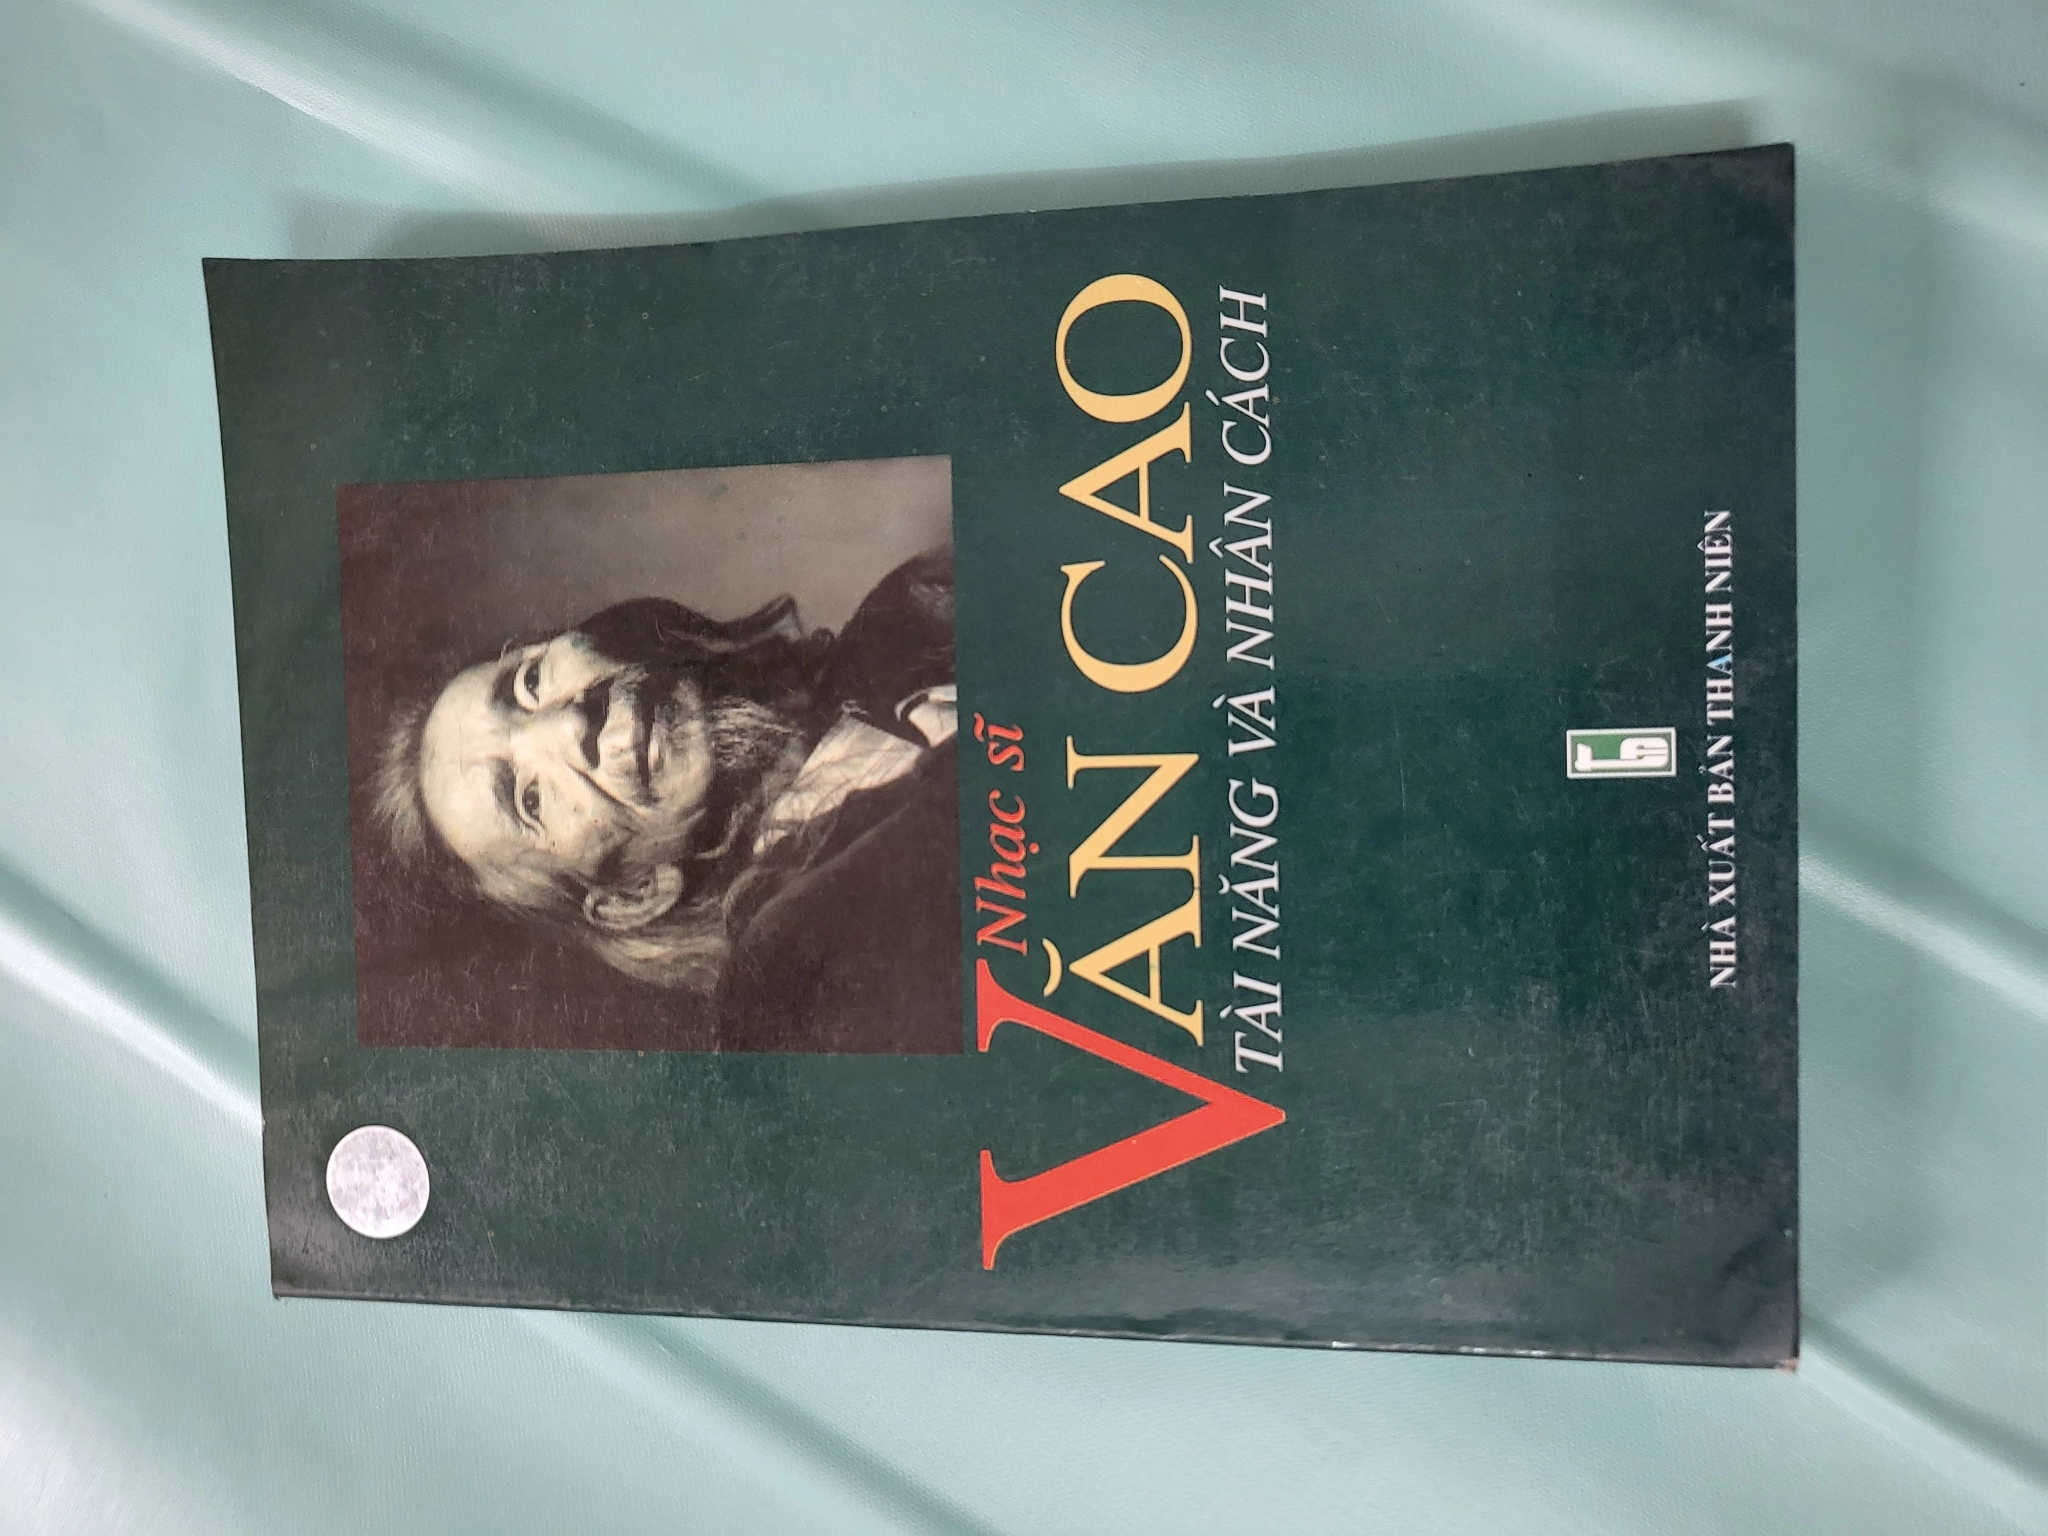 Nhạc sĩ
VĂN CAO
TÀI NĂNG VÀ NHÂN CÁCH
NHÀ XUẤT BẢN THANH NIÊN